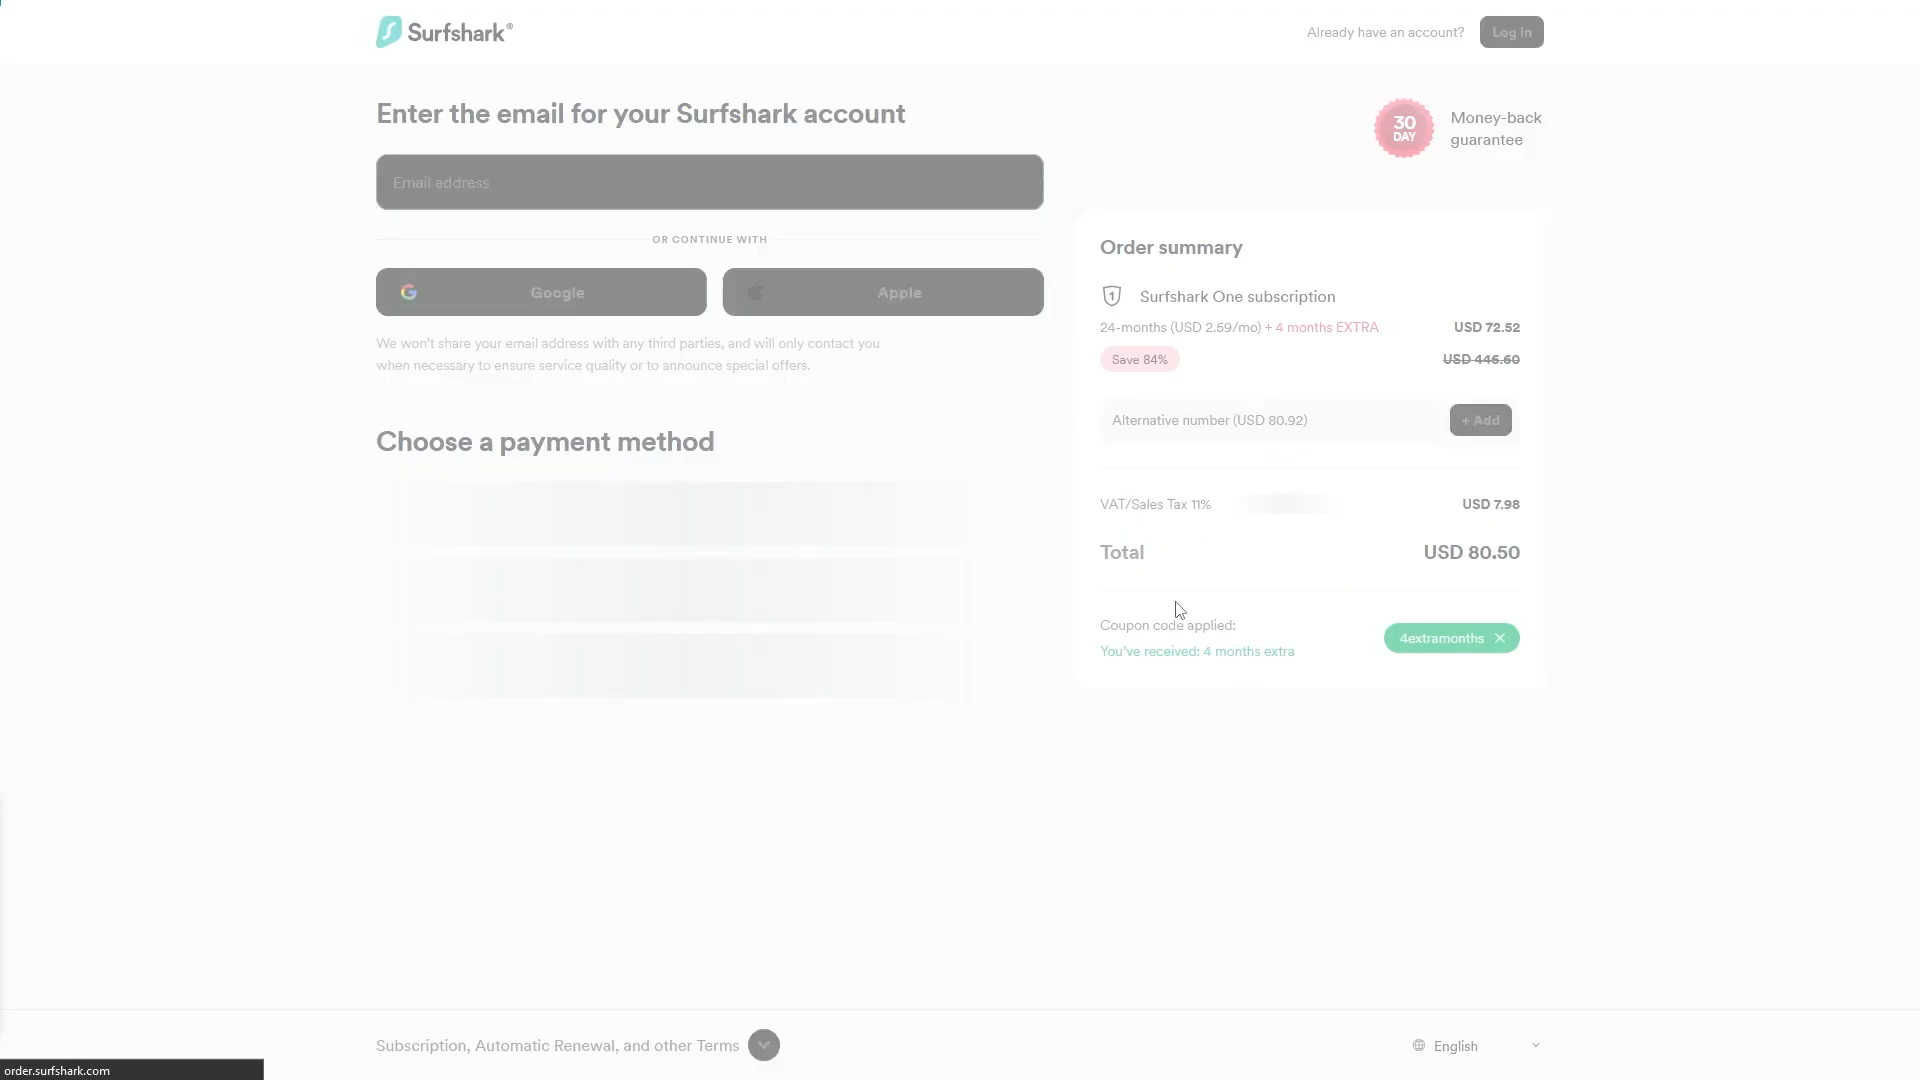 Surfshark®
Already have an account?
Log in
Enter the email for your Surfshark account
Email address
OR CONTINUE WITH
Google
Apple
We won't share your email address with any third parties, and will only contact you
when necessary to ensure service quality or to announce special offers.
Choose a payment method
30
DAY
Money-back
guarantee
Order summary
1
Surfshark One subscription
24-months (USD 2.59/mo) + 4 months EXTRA
USD 72.52
Save 84%
USD 446.60
Alternative number (USD 80.92)
+ Add
VAT/Sales Tax 11%
USD 7.98
Total
USD 80.50
Coupon code applied:
You've received: 4 months extra
4extramonths
Subscription, Automatic Renewal, and other Terms
English
order.surfshark.com